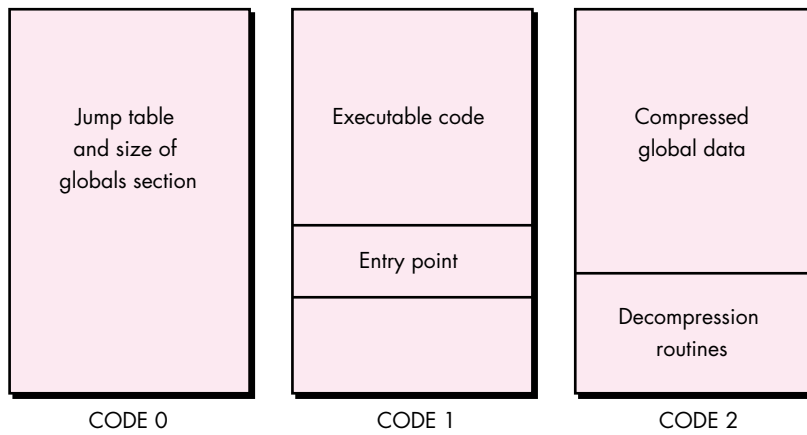 Jump table
and size of
globals section
CODE 0
Executable code
Entry point
CODE 1
Compressed
global data
Decompression
routines
CODE 2